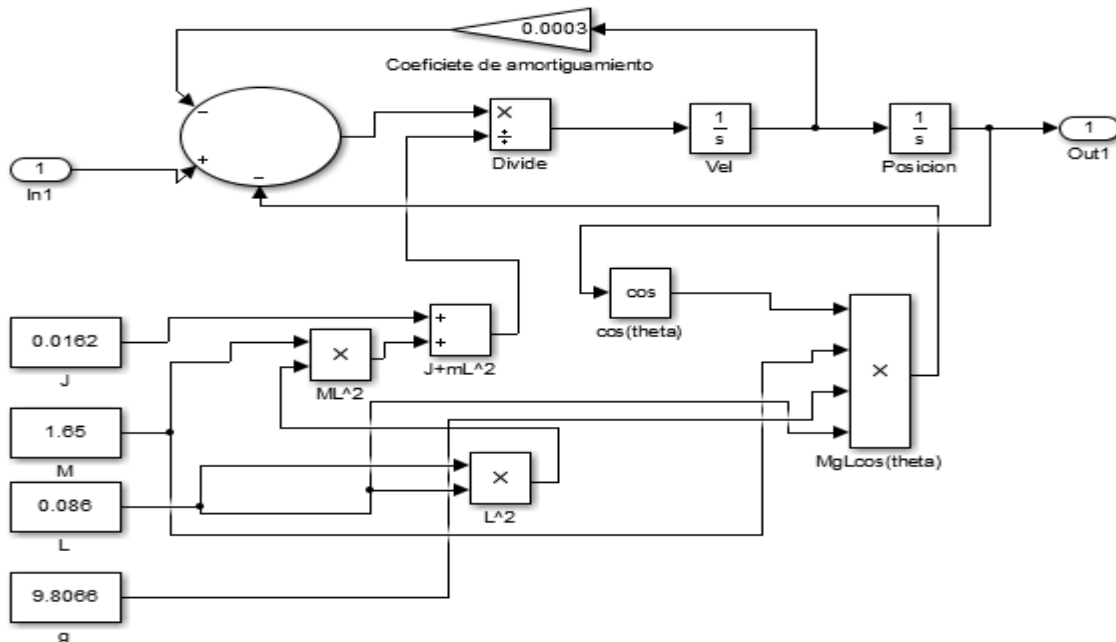 0.0003
Coeficiete de amortiguamiento
−
+
−
1
In1
×
÷
Divide
1
s
Vel
1
s
Posicion
1
Out1
cos
cos(theta)
0.0162
J
×
ML^2
+
+
J+mL^2
×
MgLcos(theta)
1.65
M
0.086
L
×
L^2
9.8066
g